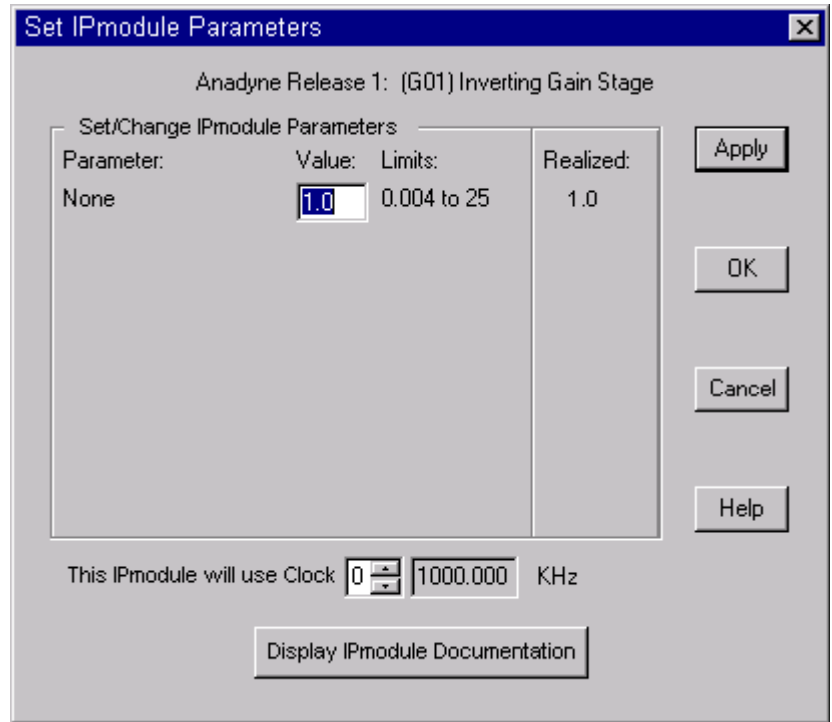 Set IPmodule Parameters
Anadyne Release 1: (G01) Inverting Gain Stage
Set/Change IPmodule Parameters
Parameter: Value: Limits: Realized:
None 1.0 0.004 to 25 1.0
Apply
OK
Cancel
Help
This IPmodule will use Clock 0 1000.000 KHz
Display IPmodule Documentation